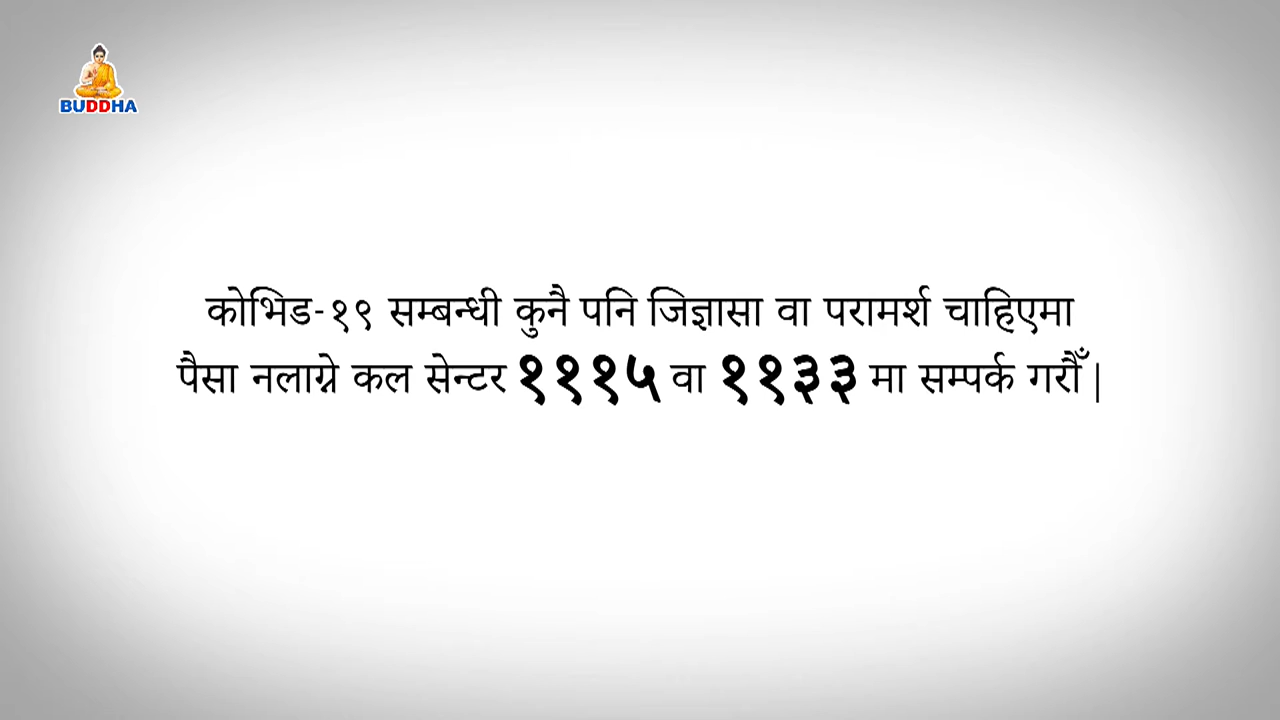 BUDDHA
कोभिड-१९ सम्बन्धी कुनै पनि जिज्ञासा वा परामर्श चाहिएमा
पैसा नलाग्ने कल सेन्टर १११५ वा ११३३ मा सम्पर्क गरौँ |